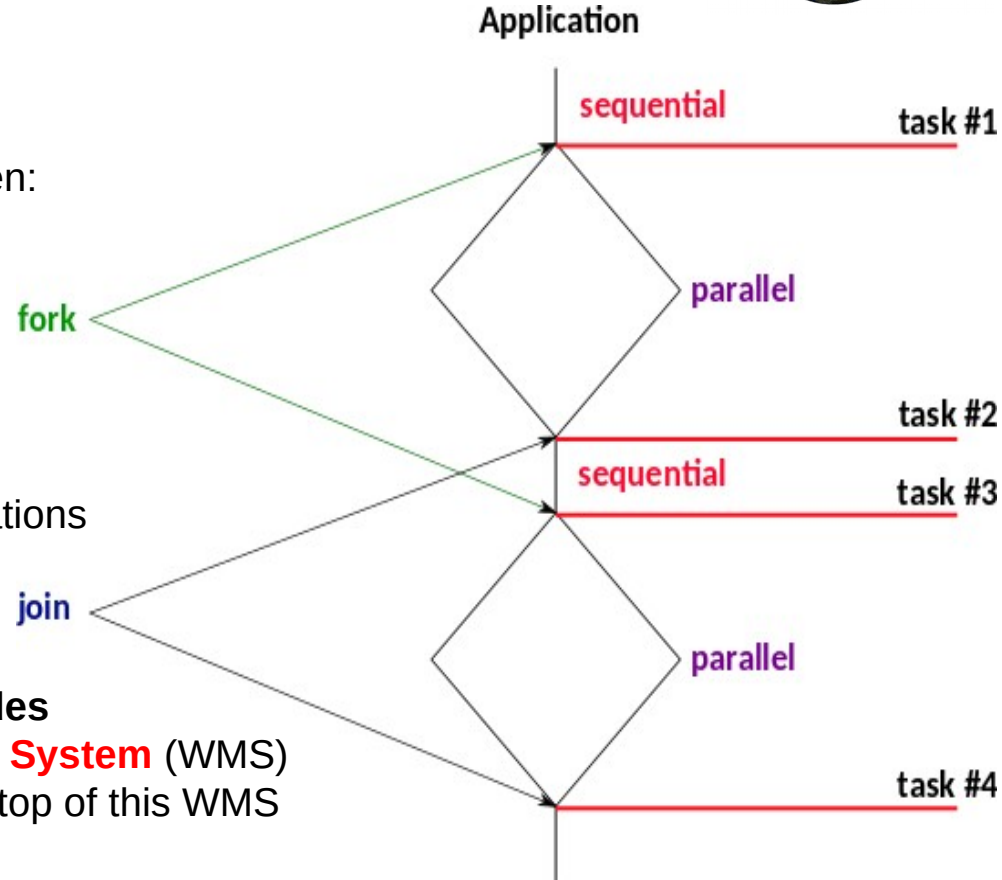 Application
sequential
task #1
en:
parallel
fork
task #2
sequential
task #3
ations
join
parallel
les
System (WMS)
task #4
top of this WMS